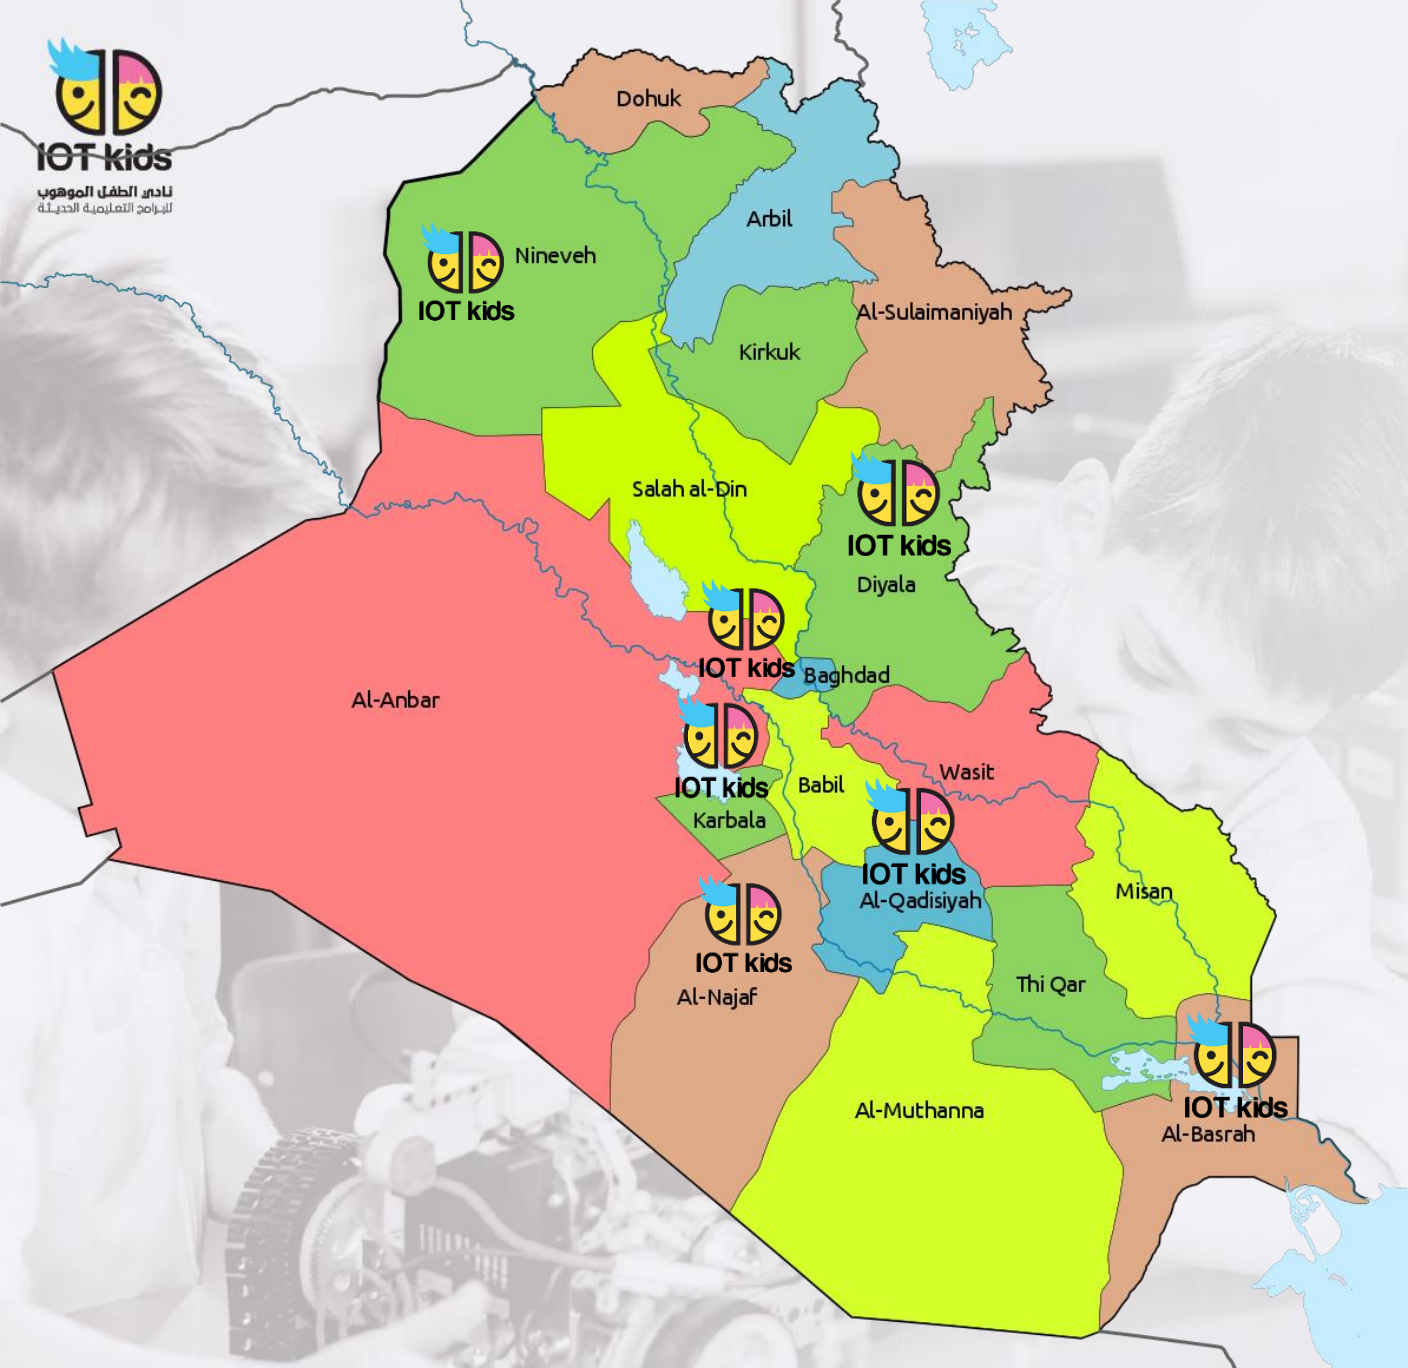 IOT kids
نادي الطفل الموهوب
للبرامج التعليمية الحديثة
Dohuk
Arbil
Nineveh
IOT kids
Al-Sulaimaniyah
Kirkuk
Salah al-Din
IOT kids
Diyala
IOT kids
Baghdad
Al-Anbar
Wasit
Babil
IOT kids
Karbala
IOT kids
Al-Qadisiyah
Misan
IOT kids
Al-Najaf
Thi Qar
IOT kids
Al-Muthanna
Al-Basrah